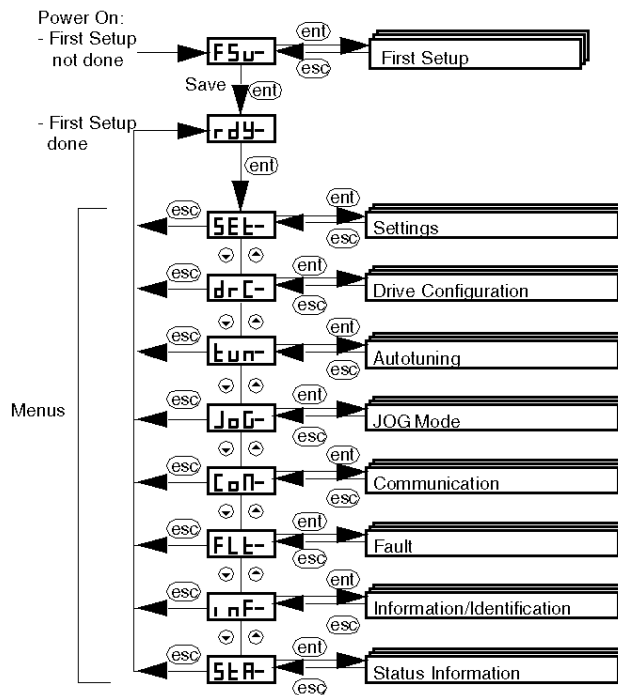 Power On:
- First Setup
not done
FSu-
ent
esc
First Setup
Save
ent
- First Setup
done
rdy-
ent
Menus
esc
SEt-
ent
esc
Settings
esc
drC-
ent
esc
Drive Configuration
esc
tun-
ent
esc
Autotuning
esc
JoG-
ent
esc
JOG Mode
esc
CoM-
ent
esc
Communication
esc
FLt-
ent
esc
Fault
esc
inF-
ent
esc
Information/Identification
esc
StA-
ent
esc
Status Information